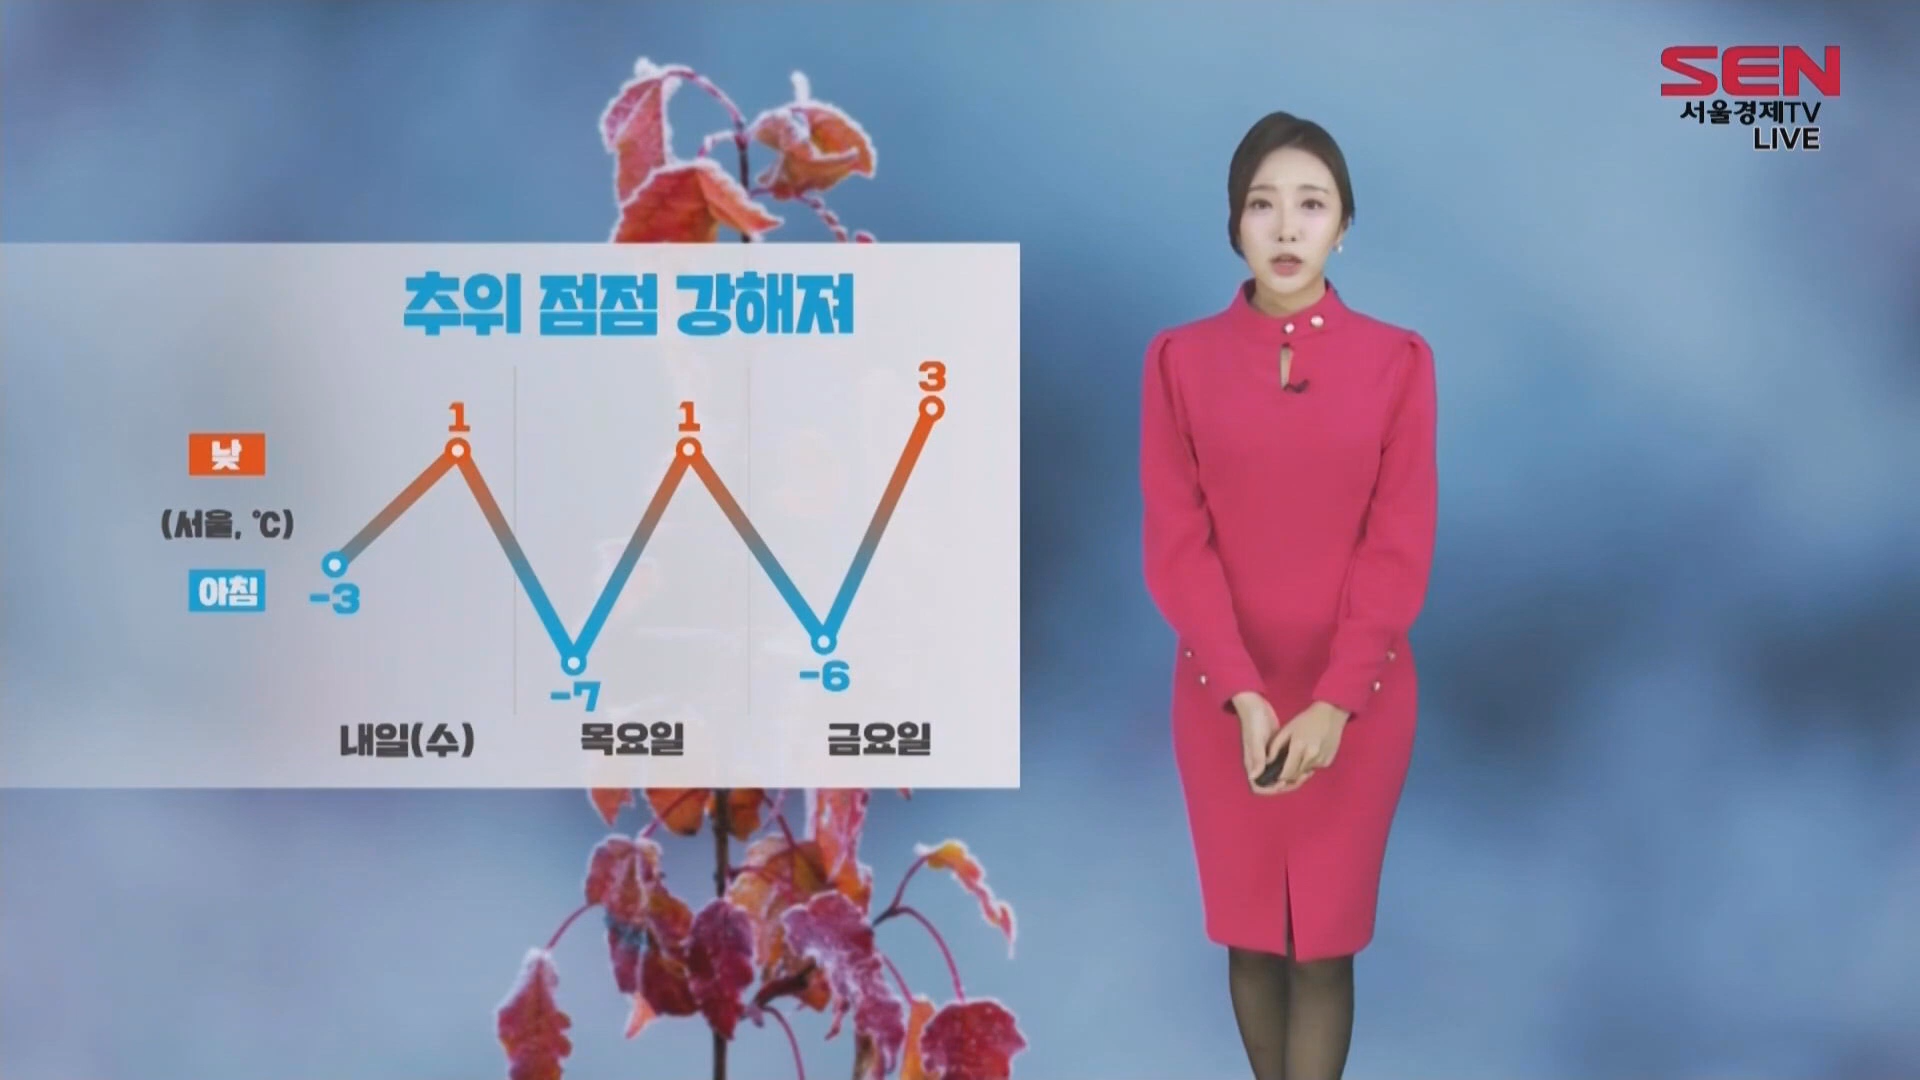 SEN
서울경제TV
LIVE
추위 점점 강해져
낮
(서울, ℃)
아침
-3
1
-7
1
-6
3
내일(수)
목요일
금요일